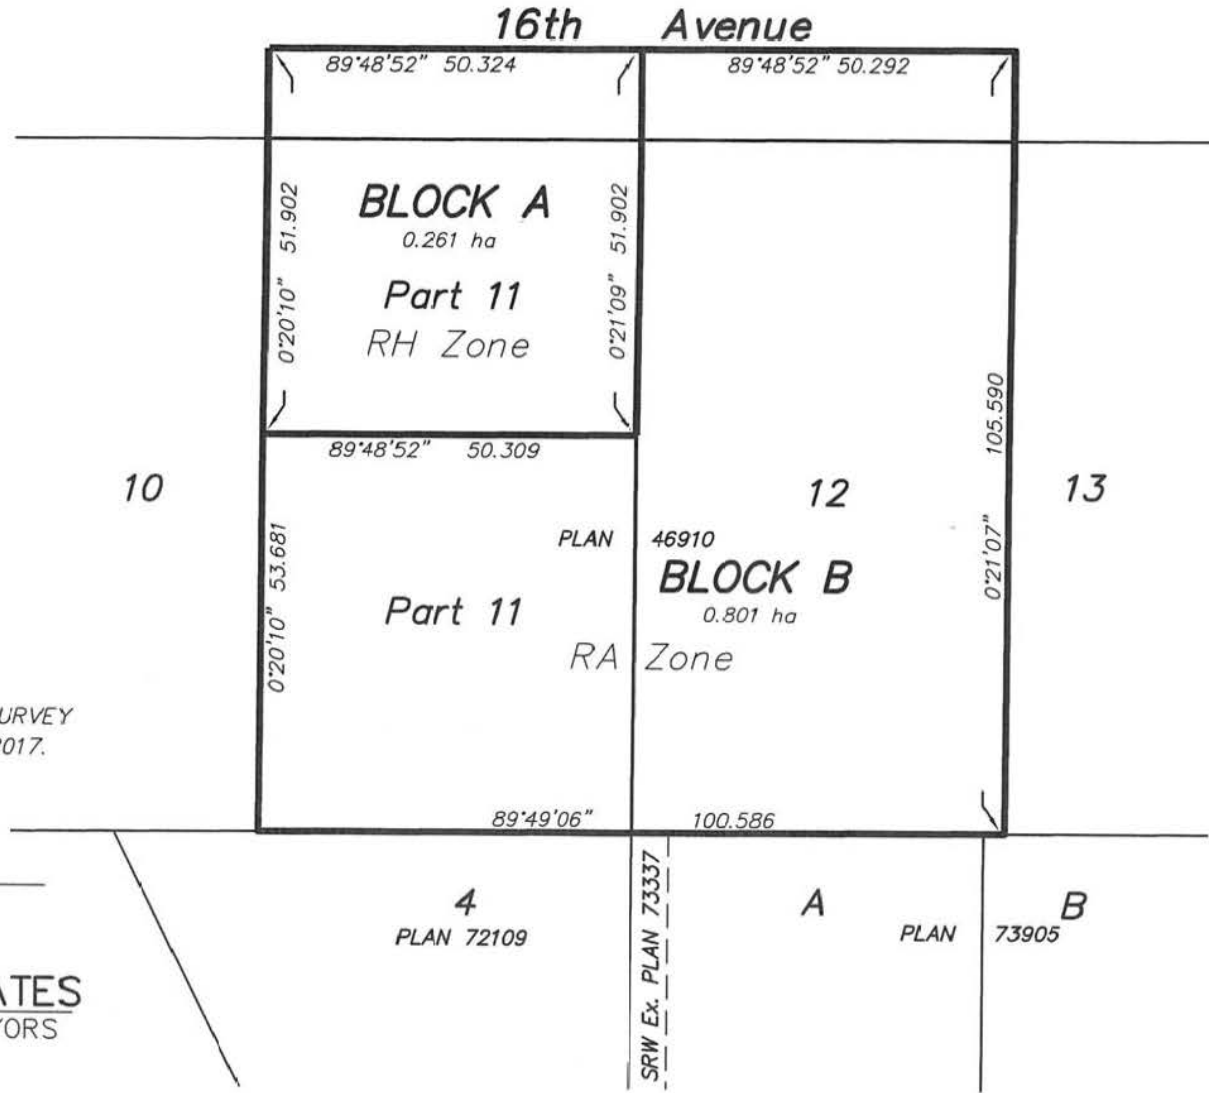 16th Avenue
89°48'52" 50.324
89°48'52" 50.292
BLOCK A
0.261 ha
Part 11
RH Zone
0°20'10" 51.902
0°21'09" 51.902
89°48'52" 50.309
0°21'07" 105.590
10
12
13
PLAN 46910
BLOCK B
0.801 ha
Part 11
RA Zone
0°20'10" 53.681
URVEY
2017.
89°49'06" 100.586
4
PLAN 72109
SRW Ex. PLAN 73337
A
B
PLAN 73905
ATES
YORS